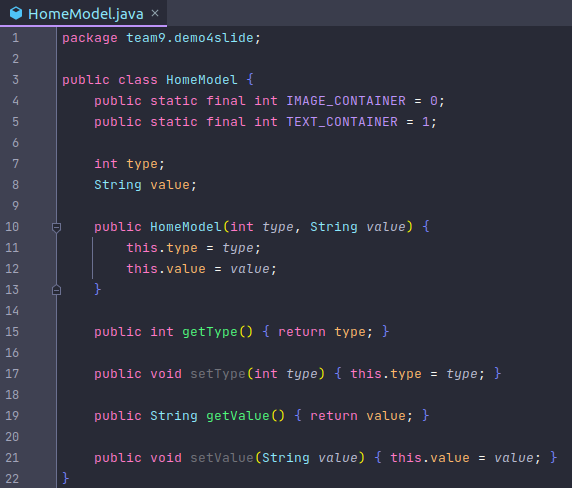 HomeModel.java ×
1 package team9.demo4slide;
2
3 public class HomeModel {
4     public static final int IMAGE_CONTAINER = 0;
5     public static final int TEXT_CONTAINER = 1;
6
7     int type;
8     String value;
9
10     public HomeModel(int type, String value) {
11         this.type = type;
12         this.value = value;
13     }
14
15     public int getType() { return type; }
16
17     public void setType(int type) { this.type = type; }
18
19     public String getValue() { return value; }
20
21     public void setValue(String value) { this.value = value; }
22 }